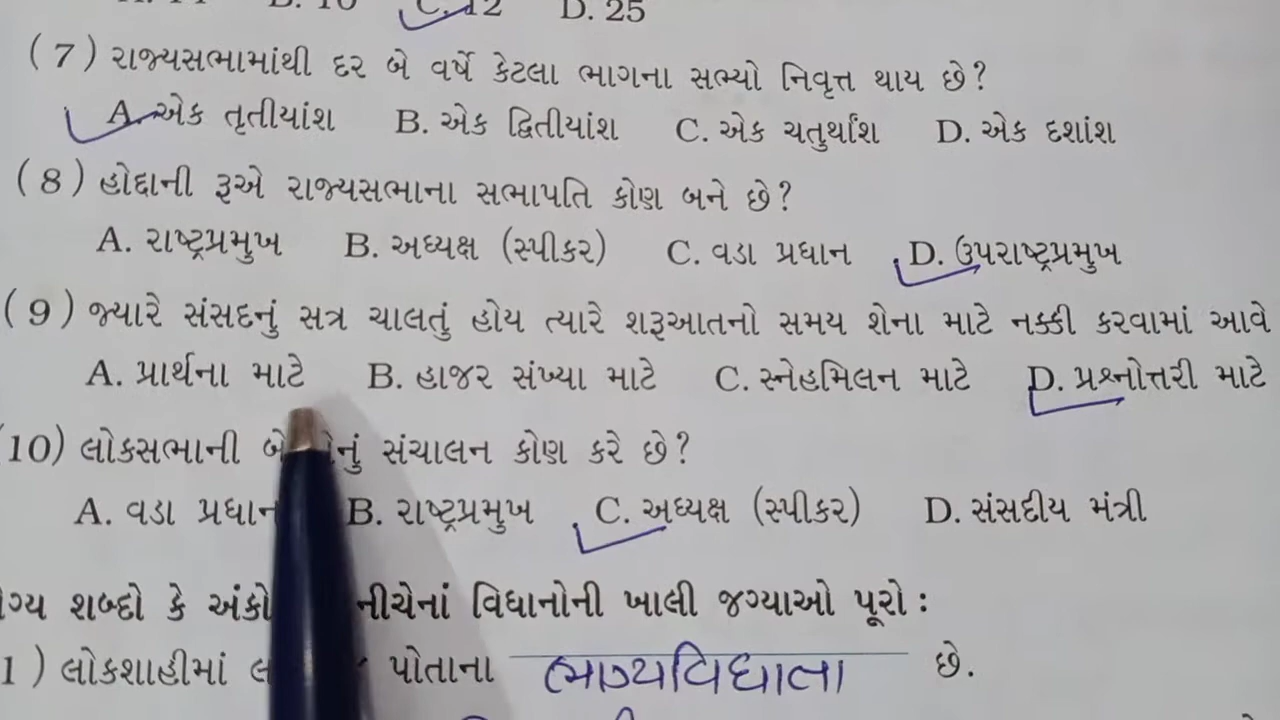 B. 10 C. 12 D. 25
(7) રાજ્યસભામાંથી દર બે વર્ષે કેટલા ભાગના સભ્યો નિવૃત્ત થાય છે?
A. એક તૃતીયાંશ B. એક દ્વિતીયાંશ C. એક ચતુર્થાંશ D. એક દશાંશ
(8) હોદ્દાની રૂએ રાજ્યસભાના સભાપતિ કોણ બને છે?
A. રાષ્ટ્રપ્રમુખ B. અધ્યક્ષ (સ્પીકર) C. વડા પ્રધાન D. ઉપરાષ્ટ્રપ્રમુખ
(9) જ્યારે સંસદનું સત્ર ચાલતું હોય ત્યારે શરૂઆતનો સમય શેના માટે નક્કી કરવામાં આવે
A. પ્રાર્થના માટે B. હાજર સંખ્યા માટે C. સ્નેહમિલન માટે D. પ્રશ્નોત્તરી માટે
10) લોકસભાની કોણ સંચાલન કરે છે?
A. વડા પ્રધાન B. રાષ્ટ્રપ્રમુખ C. અધ્યક્ષ (સ્પીકર) D. સંસદીય મંત્રી
શબ્દો કે અંકો નીચેનાં વિધાનોની ખાલી જગ્યાઓ પૂરો :
1) લોકશાહીમાં પોતાના ભાગ્યવિધાતા છે.